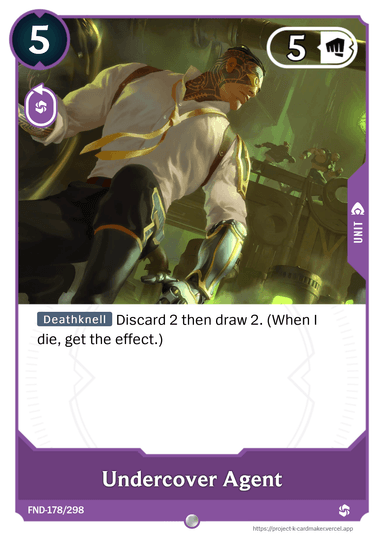 5
5
UNIT
Deathknell Discard 2 then draw 2. (When I
die, get the effect.)
Undercover Agent
FND-178/298
https://project-k-cardmaker.vercel.app